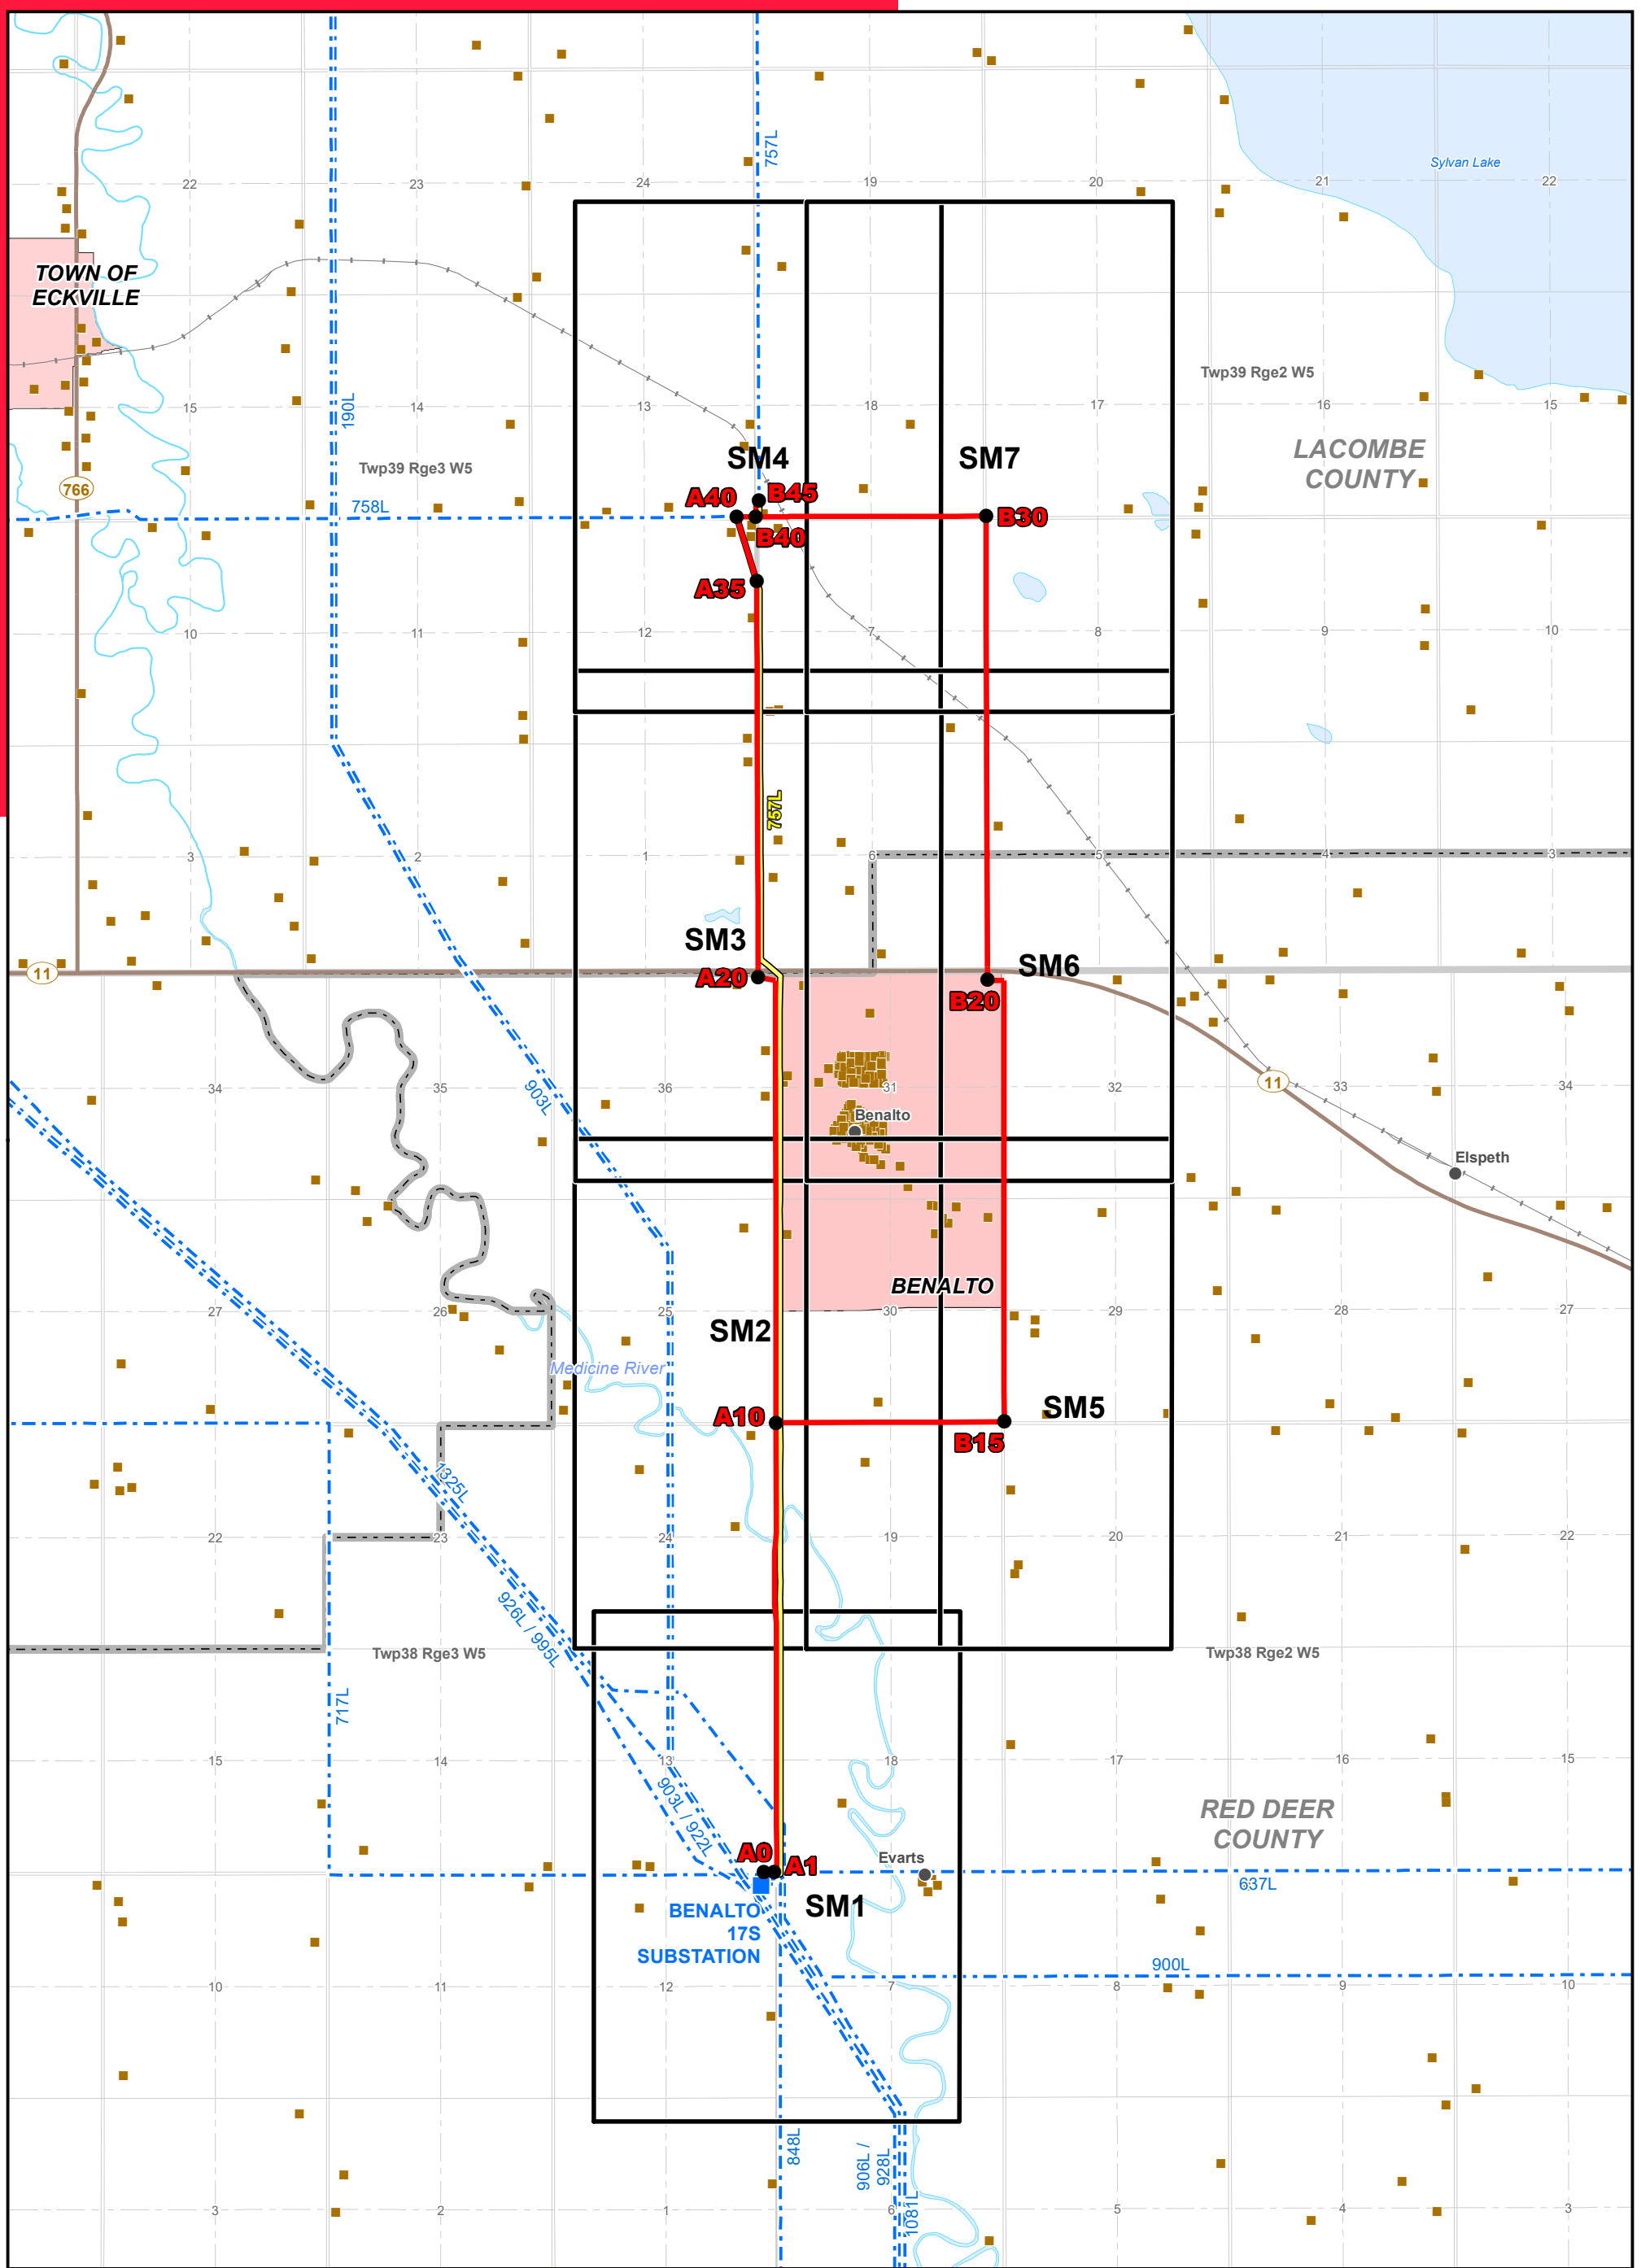 757L
Sylvan Lake
22
23
24
19
20
21
22
TOWN OF
ECKVILLE
Twp39 Rge2 W5
190L
15
14
13
18
17
16
15
LACOMBE
COUNTY
SM4
SM7
Twp39 Rge3 W5
766
758L
A40
B45
B30
B40
A35
10
11
12
7
8
9
10
757L
3
2
1
6
5
4
3
SM3
SM6
11
A20
B20
11
34
35
36
31
32
33
34
903L
Benalto
Elspeth
BENALTO
27
26
25
30
29
28
27
SM2
Medicine River
A10
SM5
B15
1325L
22
23
24
19
20
21
22
926L / 995L
Twp38 Rge3 W5
Twp38 Rge2 W5
717L
15
14
13
18
17
16
15
903L / 922L
RED DEER
COUNTY
A0
A1
Evarts
637L
SM1
BENALTO
17S
SUBSTATION
900L
10
11
12
7
8
9
10
848L
906L /
928L
1081L
3
2
1
6
5
4
3